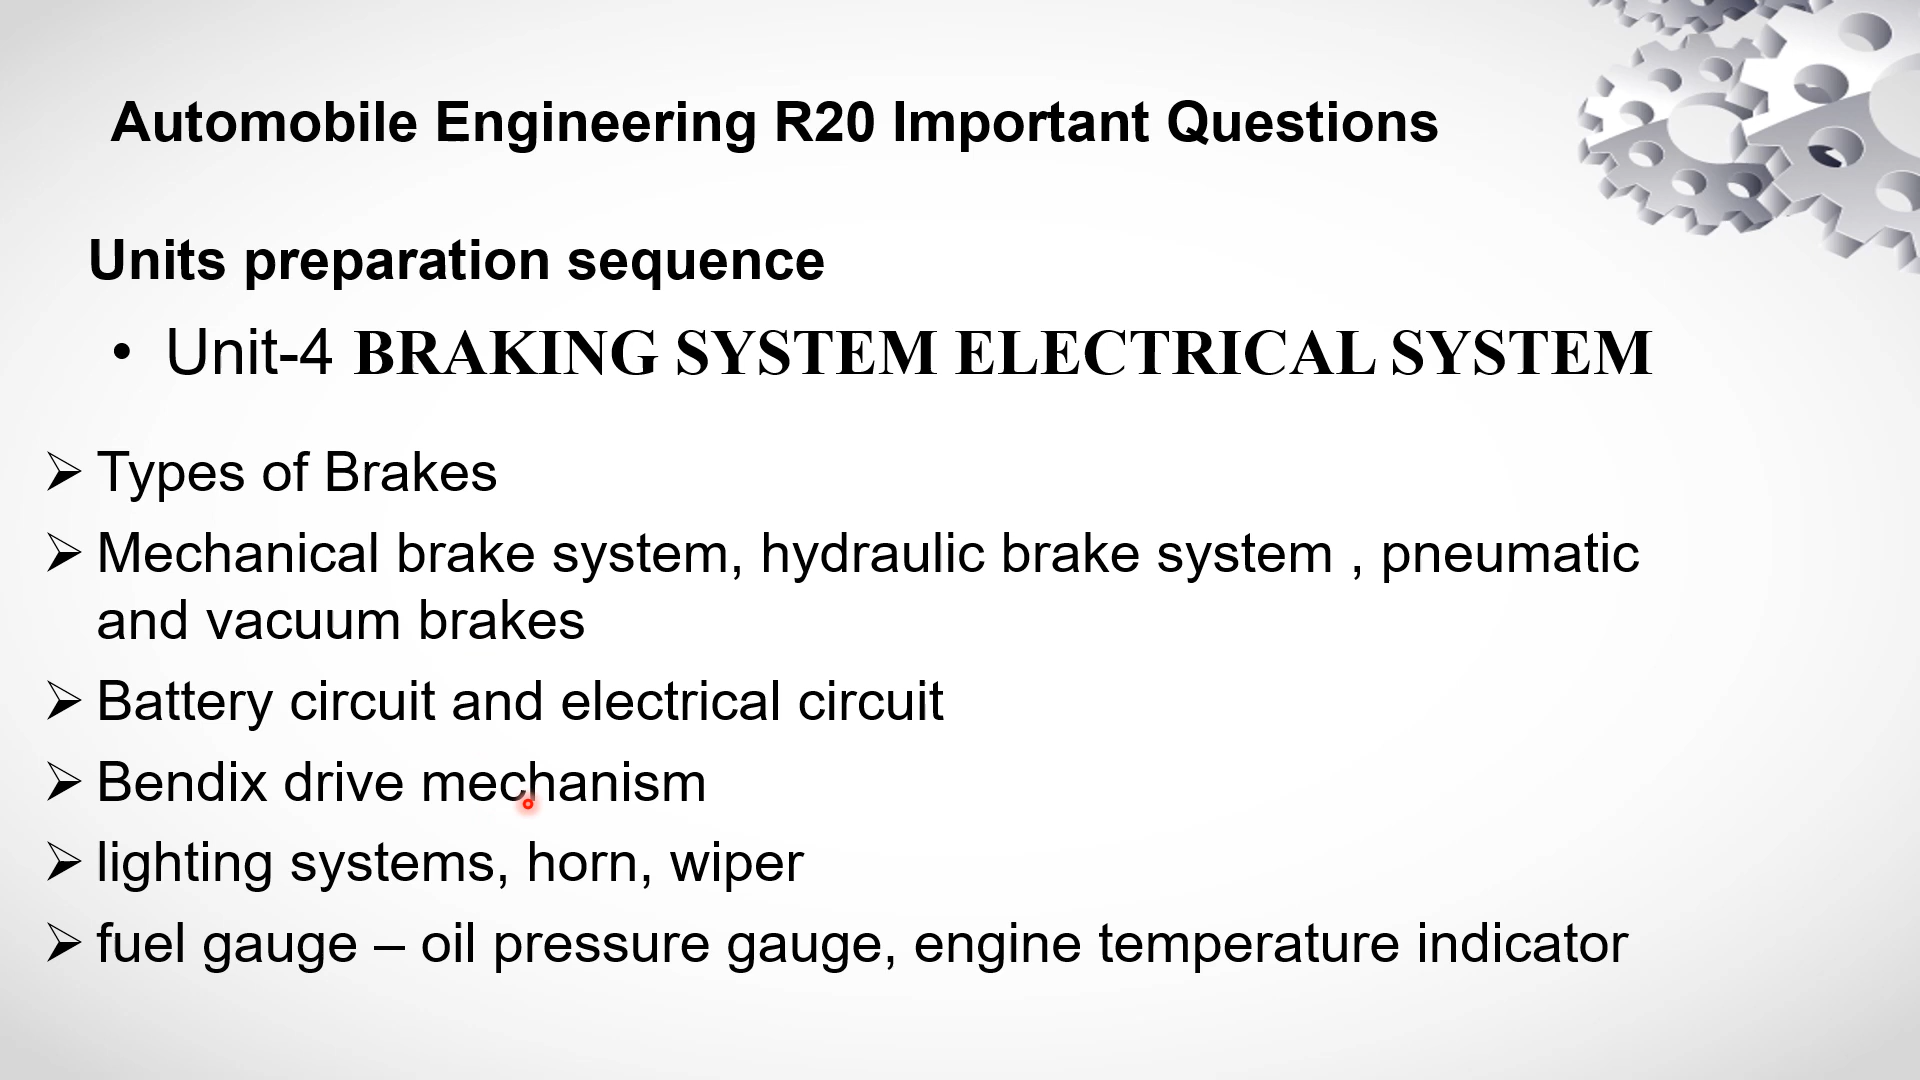 Automobile Engineering R20 Important Questions
Units preparation sequence
• Unit-4 BRAKING SYSTEM ELECTRICAL SYSTEM
➢ Types of Brakes
➢ Mechanical brake system, hydraulic brake system , pneumatic
and vacuum brakes
➢ Battery circuit and electrical circuit
➢ Bendix drive mechanism
➢ lighting systems, horn, wiper
➢ fuel gauge – oil pressure gauge, engine temperature indicator